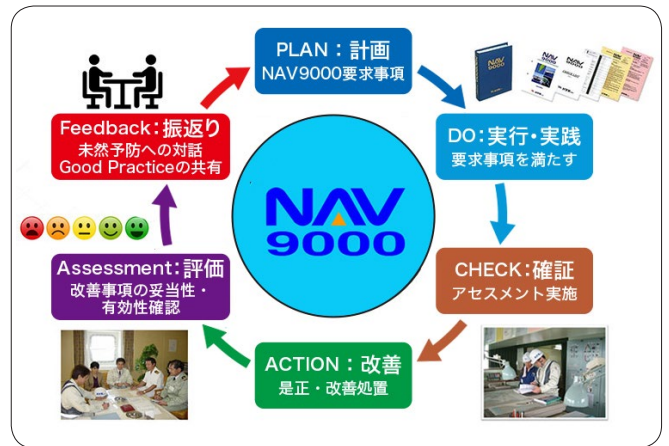 PLAN：計画
NAV9000要求事項
DO：実行・実践
要求事項を満たす
CHECK：確証
アセスメント実施
ACTION：改善
是正・改善処置
Assessment：評価
改善事項の妥当性・
有効性確認
Feedback：振返り
未然予防への対話
Good Practiceの共有
NAV
9000
NAV
9000
NAV
NAV